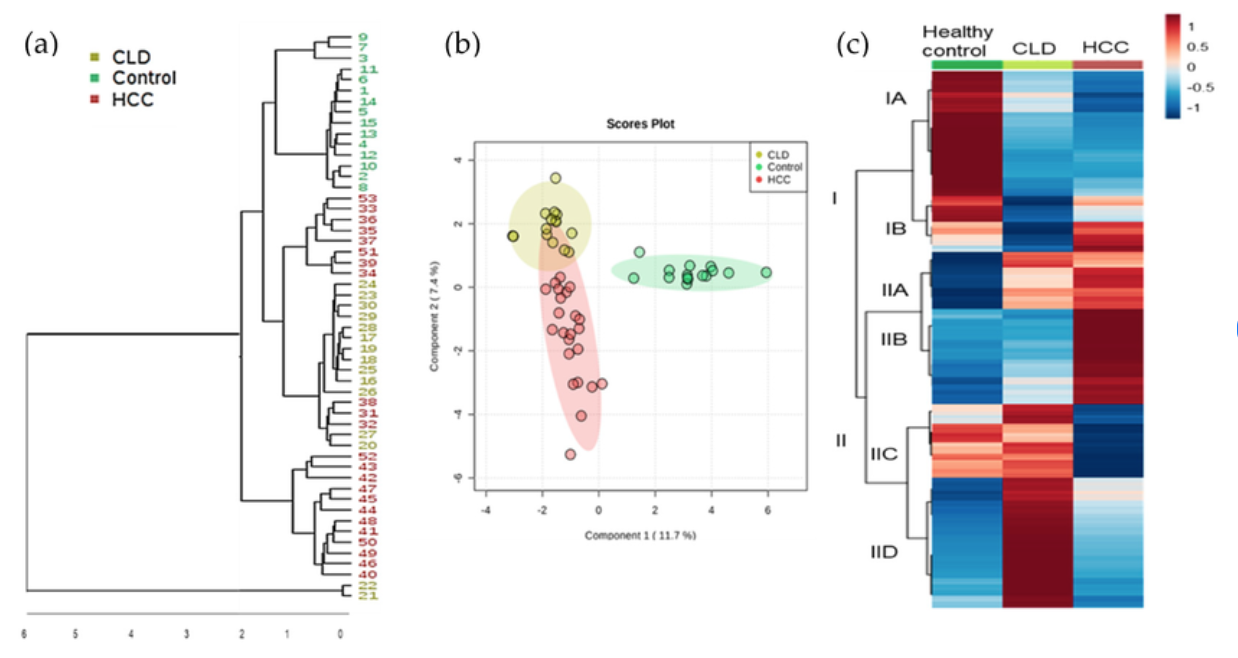 (a)
CLD
Control
HCC
9
7
3
11
6
1
14
5
15
13
4
12
10
2
8
53
33
36
35
37
51
39
34
24
23
30
29
28
17
19
18
25
16
26
38
31
32
27
20
52
43
42
47
45
44
48
41
50
49
46
40
22
21
6 5 4 3 2 1 0
(b)
Scores Plot
CLD
Control
HCC
Component 2 ( 7.4 %)
4
2
0
-2
-4
-6
-4 -2 0 2 4 6
Component 1 ( 11.7 %)
(c)
Healthy
control CLD HCC
1
0.5
0
-0.5
-1
IA
I
IB
IIA
IIB
II
IIC
IID